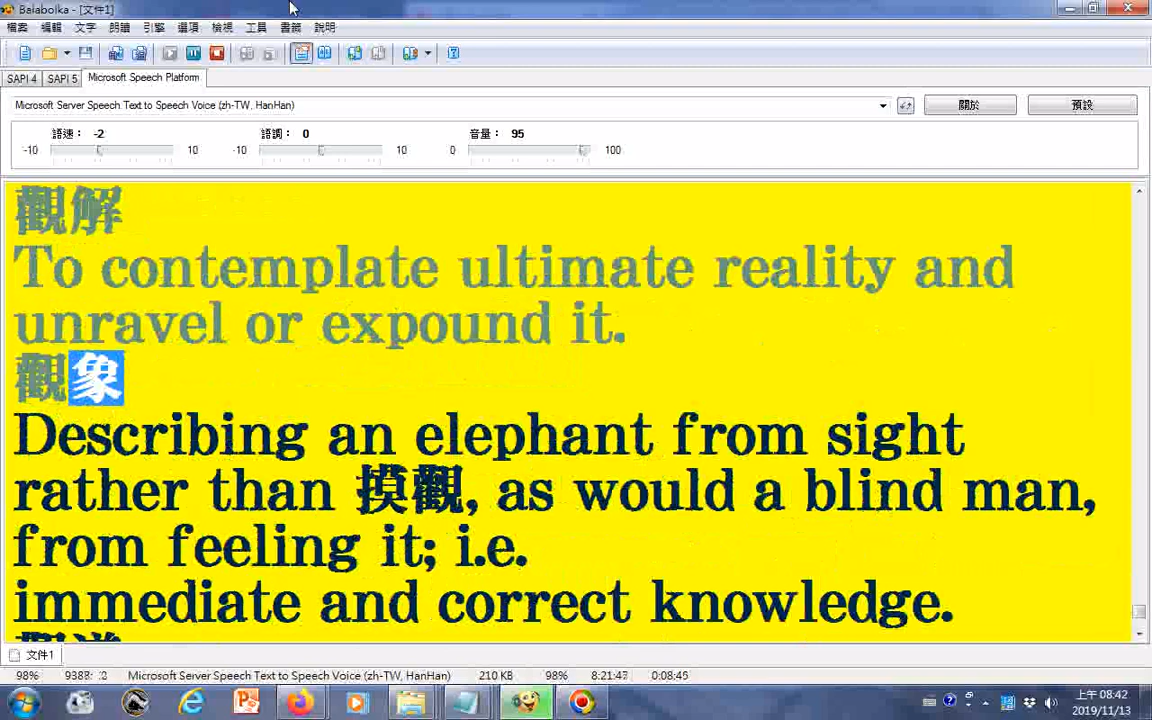 Balabolka - [文件1]
檔案 編輯 文字 朗讀 引擎 選項 檢視 工具 書籤 說明
SAPI 4 SAPI 5 Microsoft Speech Platform
Microsoft Server Speech Text to Speech Voice (zh-TW, HanHan) 關於 預設
語速： -2 語調： 0 音量： 95
-10 10 -10 10 0 100
觀解
To contemplate ultimate reality and
unravel or expound it.
觀象
Describing an elephant from sight
rather than 摸觀, as would a blind man,
from feeling it; i.e.
immediate and correct knowledge.
文件1
98% Microsoft Server Speech Text to Speech Voice (zh-TW, HanHan) 210 KB 98% 0:08:45
上午 08:42
2019/11/13